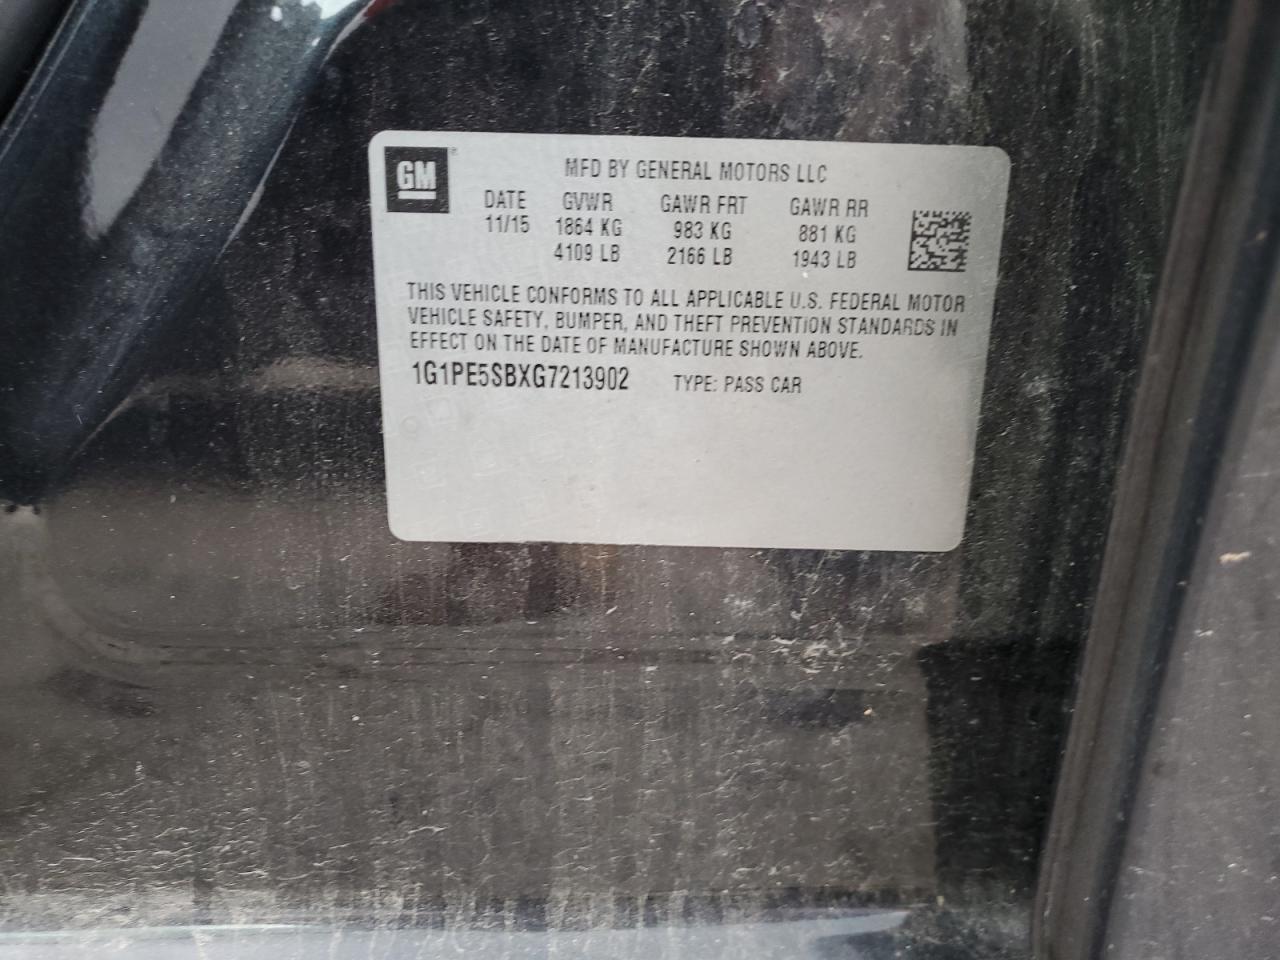 GM
MFD BY GENERAL MOTORS LLC
DATE GVWR GAWR FRT GAWR RR
11/15 1864 KG 983 KG 881 KG
4109 LB 2166 LB 1943 LB
THIS VEHICLE CONFORMS TO ALL APPLICABLE U.S. FEDERAL MOTOR
VEHICLE SAFETY, BUMPER, AND THEFT PREVENTION STANDARDS IN
EFFECT ON THE DATE OF MANUFACTURE SHOWN ABOVE.
1G1PE5SBXG7213902 TYPE: PASS CAR